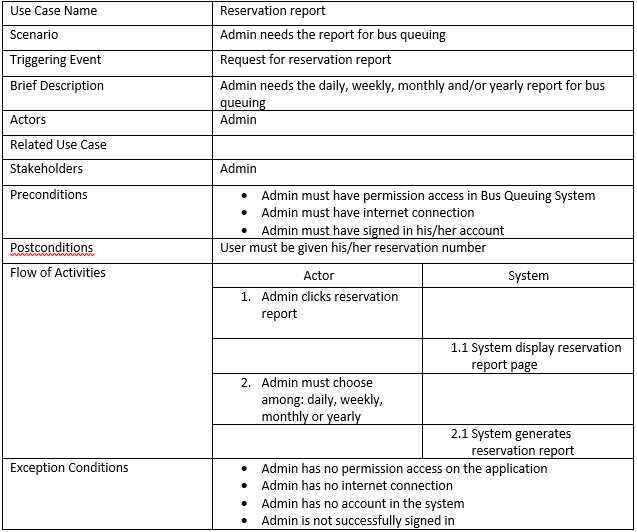 Use Case Name Reservation report
Scenario Admin needs the report for bus queuing
Triggering Event Request for reservation report
Brief Description Admin needs the daily, weekly, monthly and/or yearly report for bus
queuing
Actors Admin
Related Use Case
Stakeholders Admin
Preconditions • Admin must have permission access in Bus Queuing System
• Admin must have internet connection
• Admin must have signed in his/her account
Postconditions User must be given his/her reservation number
Flow of Activities Actor System
1. Admin clicks reservation
report
1.1 System display reservation
report page
2. Admin must choose
among: daily, weekly,
monthly or yearly
2.1 System generates
reservation report
Exception Conditions • Admin has no permission access on the application
• Admin has no internet connection
• Admin has no account in the system
• Admin is not successfully signed in